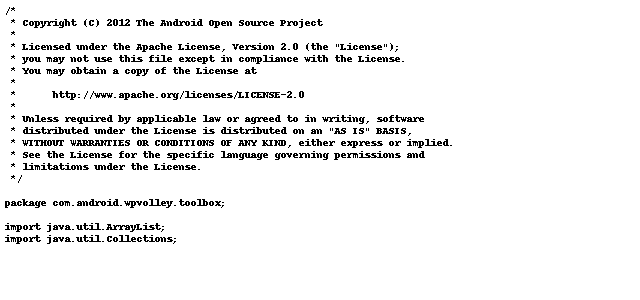 /*
 * Copyright (C) 2012 The Android Open Source Project
 *
 * Licensed under the Apache License, Version 2.0 (the "License");
 * you may not use this file except in compliance with the License.
 * You may obtain a copy of the License at
 *
 *      http://www.apache.org/licenses/LICENSE-2.0
 *
 * Unless required by applicable law or agreed to in writing, software
 * distributed under the License is distributed on an "AS IS" BASIS,
 * WITHOUT WARRANTIES OR CONDITIONS OF ANY KIND, either express or implied.
 * See the License for the specific language governing permissions and
 * limitations under the License.
 */

package com.android.wpvolley.toolbox;

import java.util.ArrayList;
import java.util.Collections;